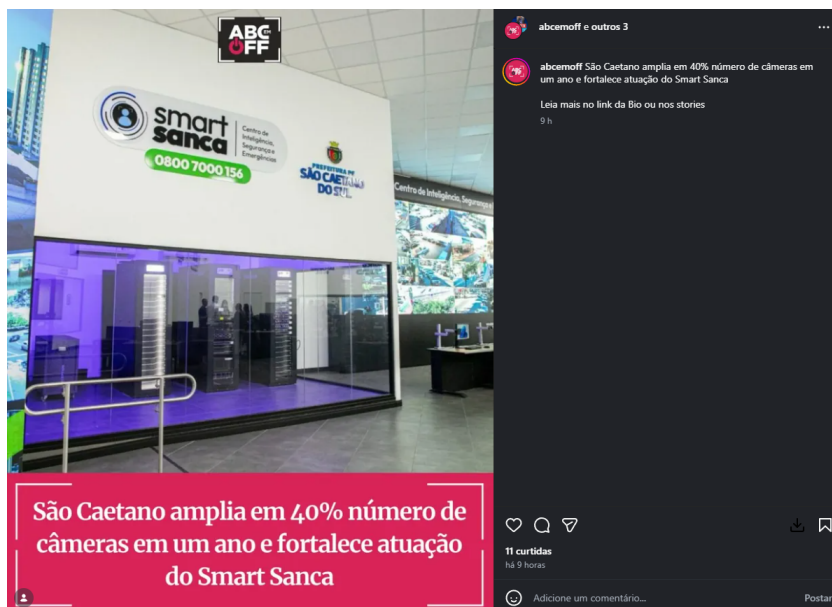 ABC EM
OFF
smart
sanca
Centro de
Inteligência,
Segurança e
Emergências
0800 7000 156
PREFEITURA DE
SÃO CAETANO
DO SUL
Centro de Inteligência, Segurança e
São Caetano amplia em 40% número de
câmeras em um ano e fortalece atuação
do Smart Sanca
abcemoff e outros 3
abcemoff São Caetano amplia em 40% número de câmeras em
um ano e fortalece atuação do Smart Sanca
Leia mais no link da Bio ou nos stories
9 h
11 curtidas
há 9 horas
Adicione um comentário...
Postar